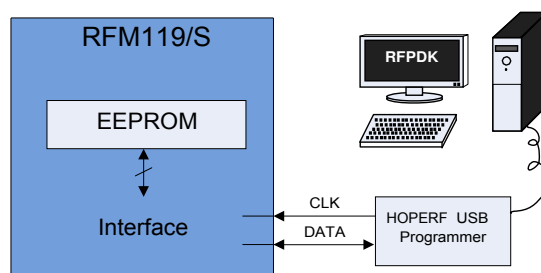 RFM119/S
EEPROM
Interface
RFPDK
CLK
DATA
HOPERF USB
Programmer